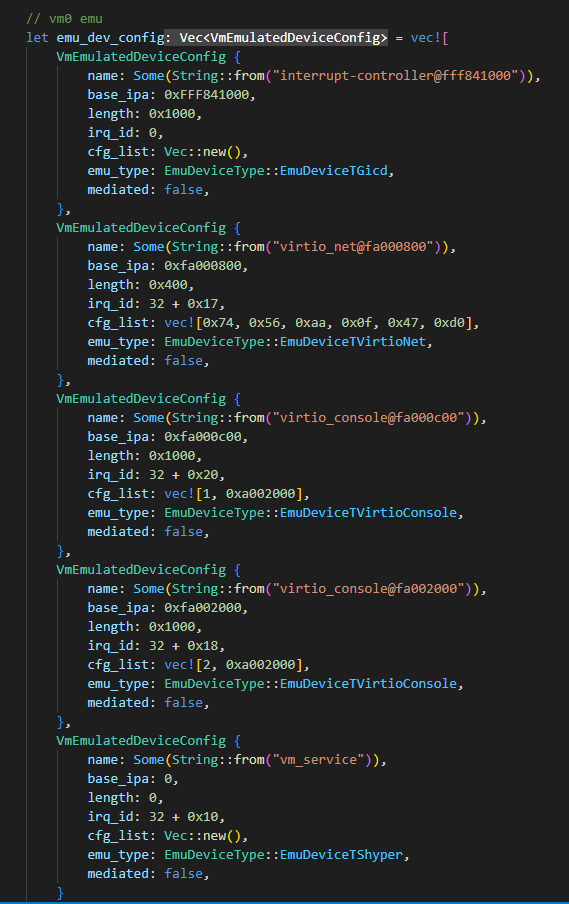 // vm0 emu
let emu_dev_config: Vec<VmEmulatedDeviceConfig> = vec![
    VmEmulatedDeviceConfig {
        name: Some(String::from("interrupt-controller@fff841000")),
        base_ipa: 0xFFF841000,
        length: 0x1000,
        irq_id: 0,
        cfg_list: Vec::new(),
        emu_type: EmuDeviceType::EmuDeviceTGicd,
        mediated: false,
    },
    VmEmulatedDeviceConfig {
        name: Some(String::from("virtio_net@fa000800")),
        base_ipa: 0xfa000800,
        length: 0x400,
        irq_id: 32 + 0x17,
        cfg_list: vec![0x74, 0x56, 0xaa, 0x0f, 0x47, 0xd0],
        emu_type: EmuDeviceType::EmuDeviceTVirtioNet,
        mediated: false,
    },
    VmEmulatedDeviceConfig {
        name: Some(String::from("virtio_console@fa000c00")),
        base_ipa: 0xfa000c00,
        length: 0x1000,
        irq_id: 32 + 0x20,
        cfg_list: vec![1, 0xa002000],
        emu_type: EmuDeviceType::EmuDeviceTVirtioConsole,
        mediated: false,
    },
    VmEmulatedDeviceConfig {
        name: Some(String::from("virtio_console@fa002000")),
        base_ipa: 0xfa002000,
        length: 0x1000,
        irq_id: 32 + 0x18,
        cfg_list: vec![2, 0xa002000],
        emu_type: EmuDeviceType::EmuDeviceTVirtioConsole,
        mediated: false,
    },
    VmEmulatedDeviceConfig {
        name: Some(String::from("vm_service")),
        base_ipa: 0,
        length: 0,
        irq_id: 32 + 0x10,
        cfg_list: Vec::new(),
        emu_type: EmuDeviceType::EmuDeviceTShyper,
        mediated: false,
    }